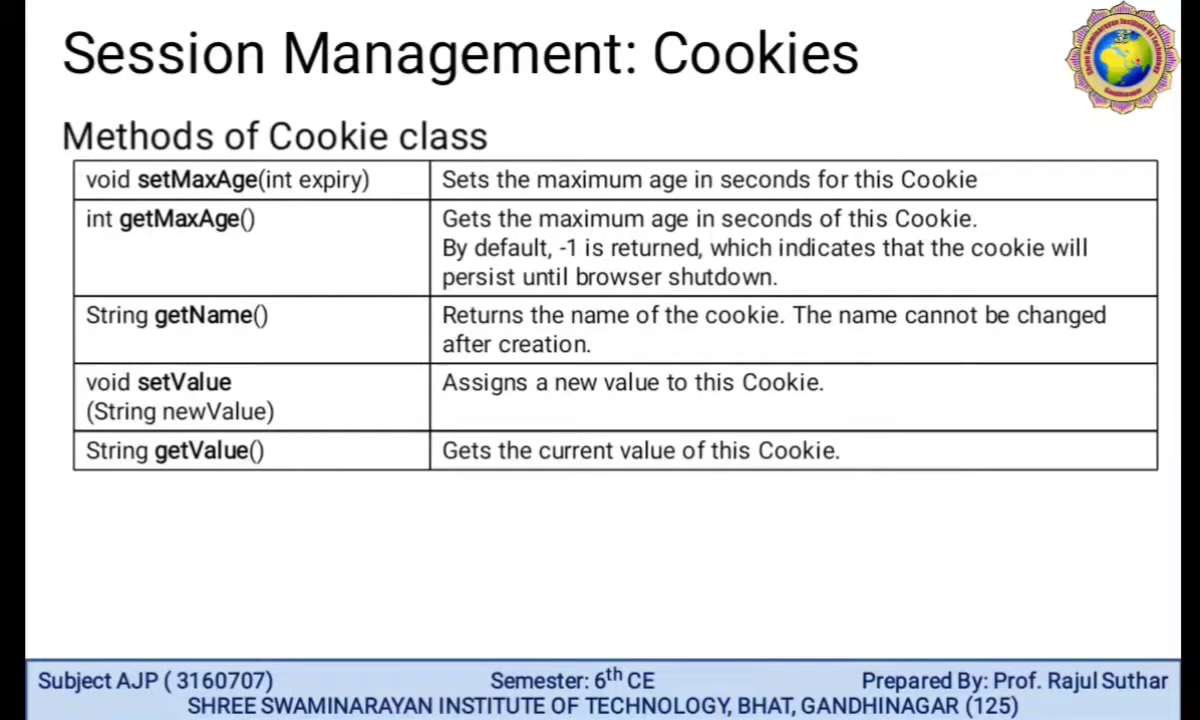 Session Management: Cookies
Methods of Cookie class
void setMaxAge(int expiry) Sets the maximum age in seconds for this Cookie
int getMaxAge() Gets the maximum age in seconds of this Cookie.
By default, -1 is returned, which indicates that the cookie will
persist until browser shutdown.
String getName() Returns the name of the cookie. The name cannot be changed
after creation.
void setValue Assigns a new value to this Cookie.
(String newValue)
String getValue() Gets the current value of this Cookie.
Subject AJP ( 3160707) Semester: 6th CE Prepared By: Prof. Rajul Suthar
SHREE SWAMINARAYAN INSTITUTE OF TECHNOLOGY, BHAT, GANDHINAGAR (125)